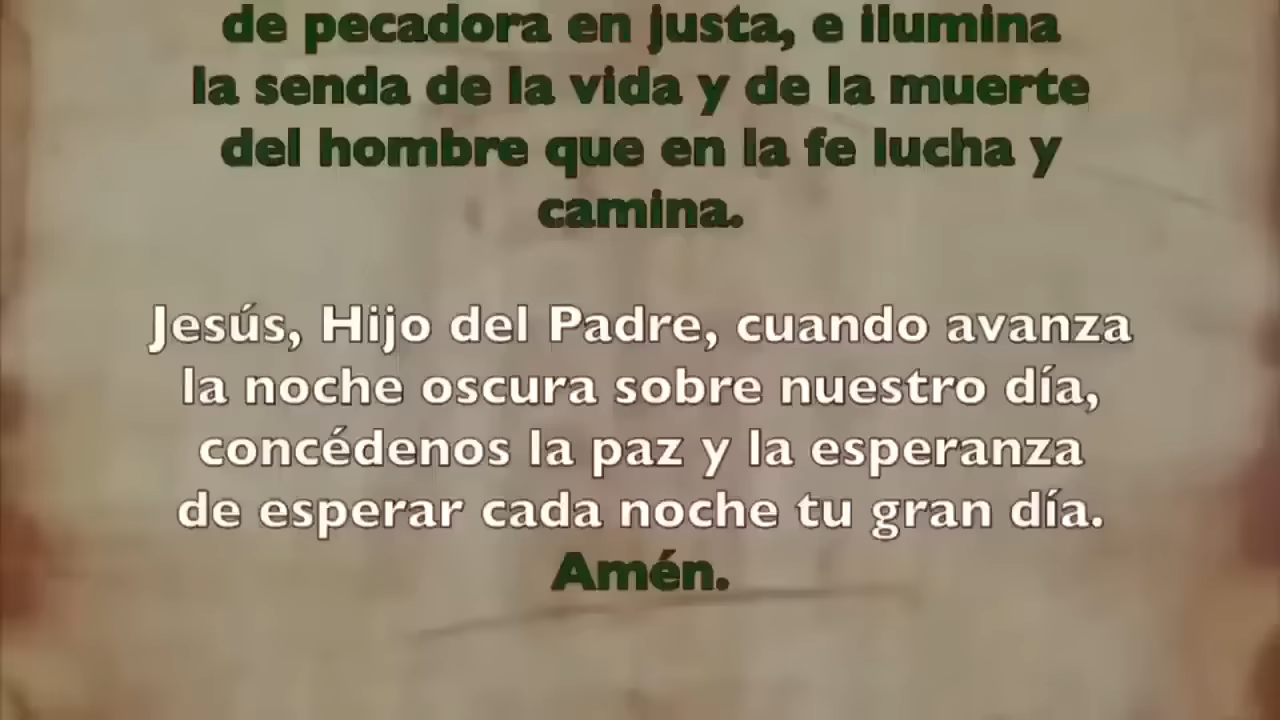 de pecadora en justa, e ilumina
la senda de la vida y de la muerte
del hombre que en la fe lucha y
camina.
Jesús, Hijo del Padre, cuando avanza
la noche oscura sobre nuestro día,
concédenos la paz y la esperanza
de esperar cada noche tu gran día.
Amén.